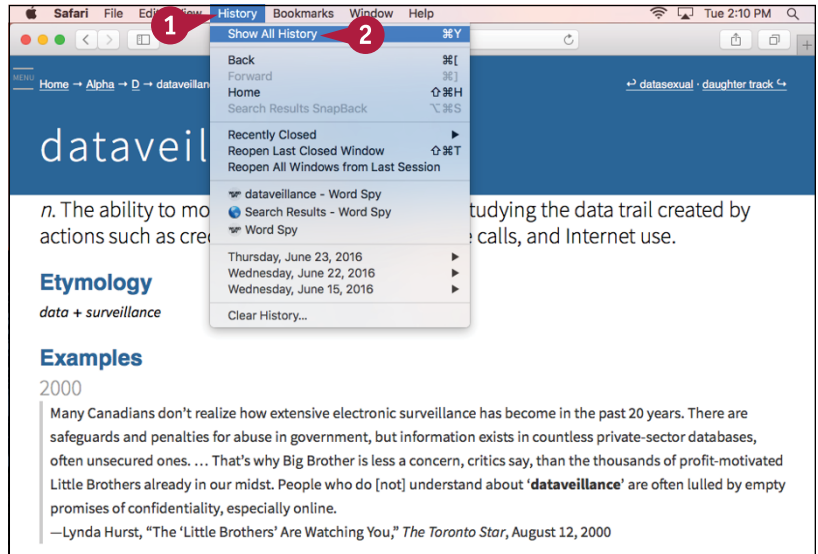 Safari File Edit View History Bookmarks Window Help Tue 2:10 PM
1
Show All History ⌘Y
2
Back ⌘[
Forward ⌘]
Home ⇧⌘H
Search Results SnapBack ⌥⌘S
Recently Closed ▶
Reopen Last Closed Window ⇧⌘T
Reopen All Windows from Last Session
dataveillance - Word Spy
Search Results - Word Spy
Word Spy
Thursday, June 23, 2016 ▶
Wednesday, June 22, 2016 ▶
Wednesday, June 15, 2016 ▶
Clear History...
MENU
Home → Alpha → D → dataveillan
↩ datasexual · daughter track ↪
dataveil
n. The ability to mo tudying the data trail created by
actions such as cre calls, and Internet use.
Etymology
data + surveillance
Examples
2000
Many Canadians don’t realize how extensive electronic surveillance has become in the past 20 years. There are
safeguards and penalties for abuse in government, but information exists in countless private-sector databases,
often unsecured ones. … That’s why Big Brother is less a concern, critics say, than the thousands of profit-motivated
Little Brothers already in our midst. People who do [not] understand about ‘dataveillance’ are often lulled by empty
promises of confidentiality, especially online.
—Lynda Hurst, “The ‘Little Brothers’ Are Watching You,” The Toronto Star, August 12, 2000